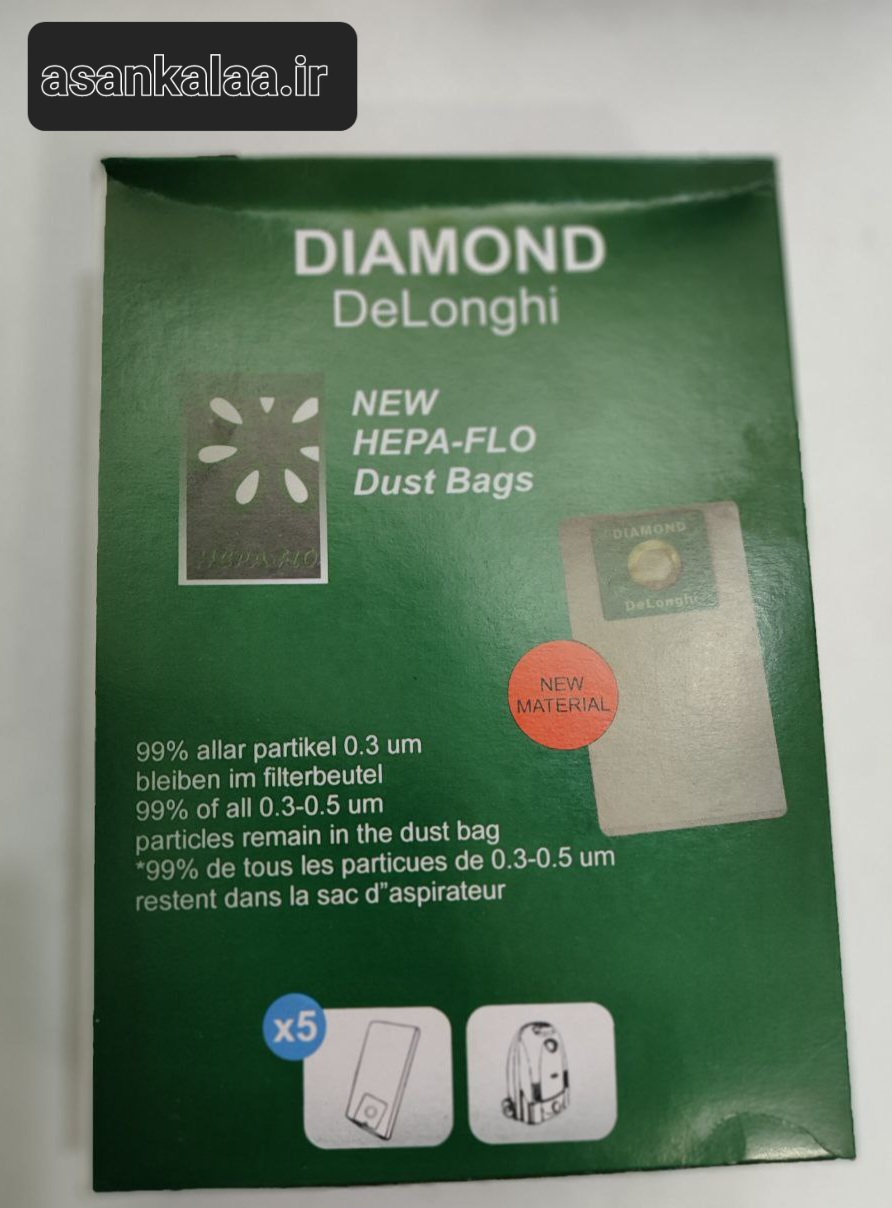 asankalaa.ir
DIAMOND
DeLonghi
NEW
HEPA-FLO
Dust Bags
HEPA-FLO
DIAMOND
DeLonghi
NEW
MATERIAL
99% allar partikel 0.3 um
bleiben im filterbeutel
99% of all 0.3-0.5 um
particles remain in the dust bag
*99% de tous les particues de 0.3-0.5 um
restent dans la sac d"aspirateur
x5